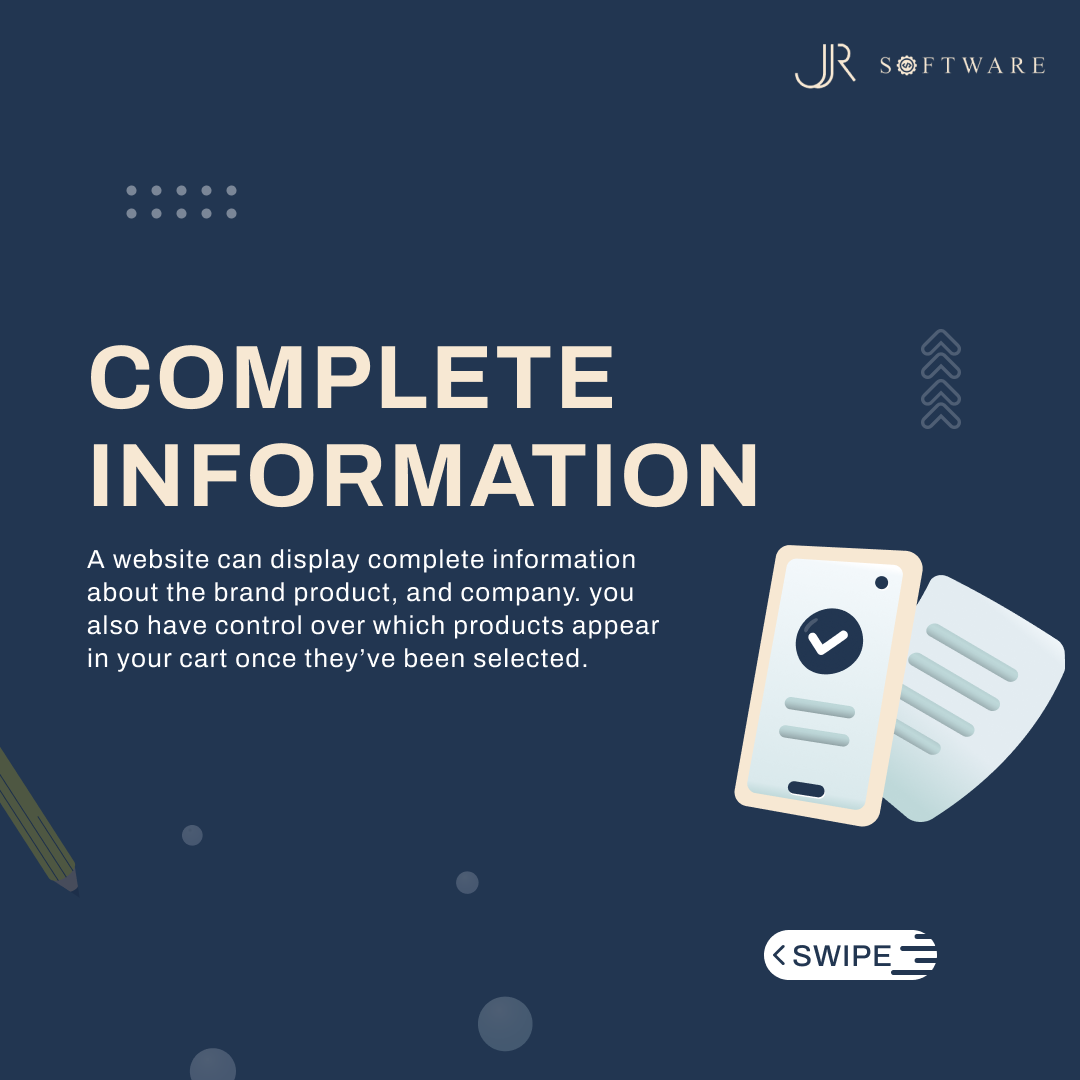 JR SOFTWARE
COMPLETE
INFORMATION
A website can display complete information
about the brand product, and company. you
also have control over which products appear
in your cart once they’ve been selected.
SWIPE